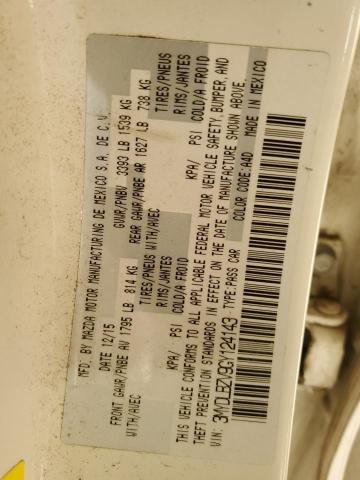 MFD. BY MAZDA MOTOR MANUFACTURING DE MEXICO S.A. DE C.V.
DATE 12/15 GVWR/PNBV 3393 LB 1539 KG
FRONT GAWR/PNBE AV 1795 LB 814 KG REAR GAWR/PNBE AR 1627 LB 738 KG
WITH/AVEC TIRES/PNEUS WITH/AVEC TIRES/PNEUS
RIMS/JANTES RIMS/JANTES
KPA/ PSI COLD/A FROID KPA/ PSI COLD/A FROID
THIS VEHICLE CONFORMS TO ALL APPLICABLE FEDERAL MOTOR VEHICLE SAFETY, BUMPER, AND
THEFT PREVENTION STANDARDS IN EFFECT ON THE DATE OF MANUFACTURE SHOWN ABOVE.
VIN: 3MYDLBZV9GY124143 TYPE:PASS CAR COLOR CODE:A4D MADE IN MEXICO